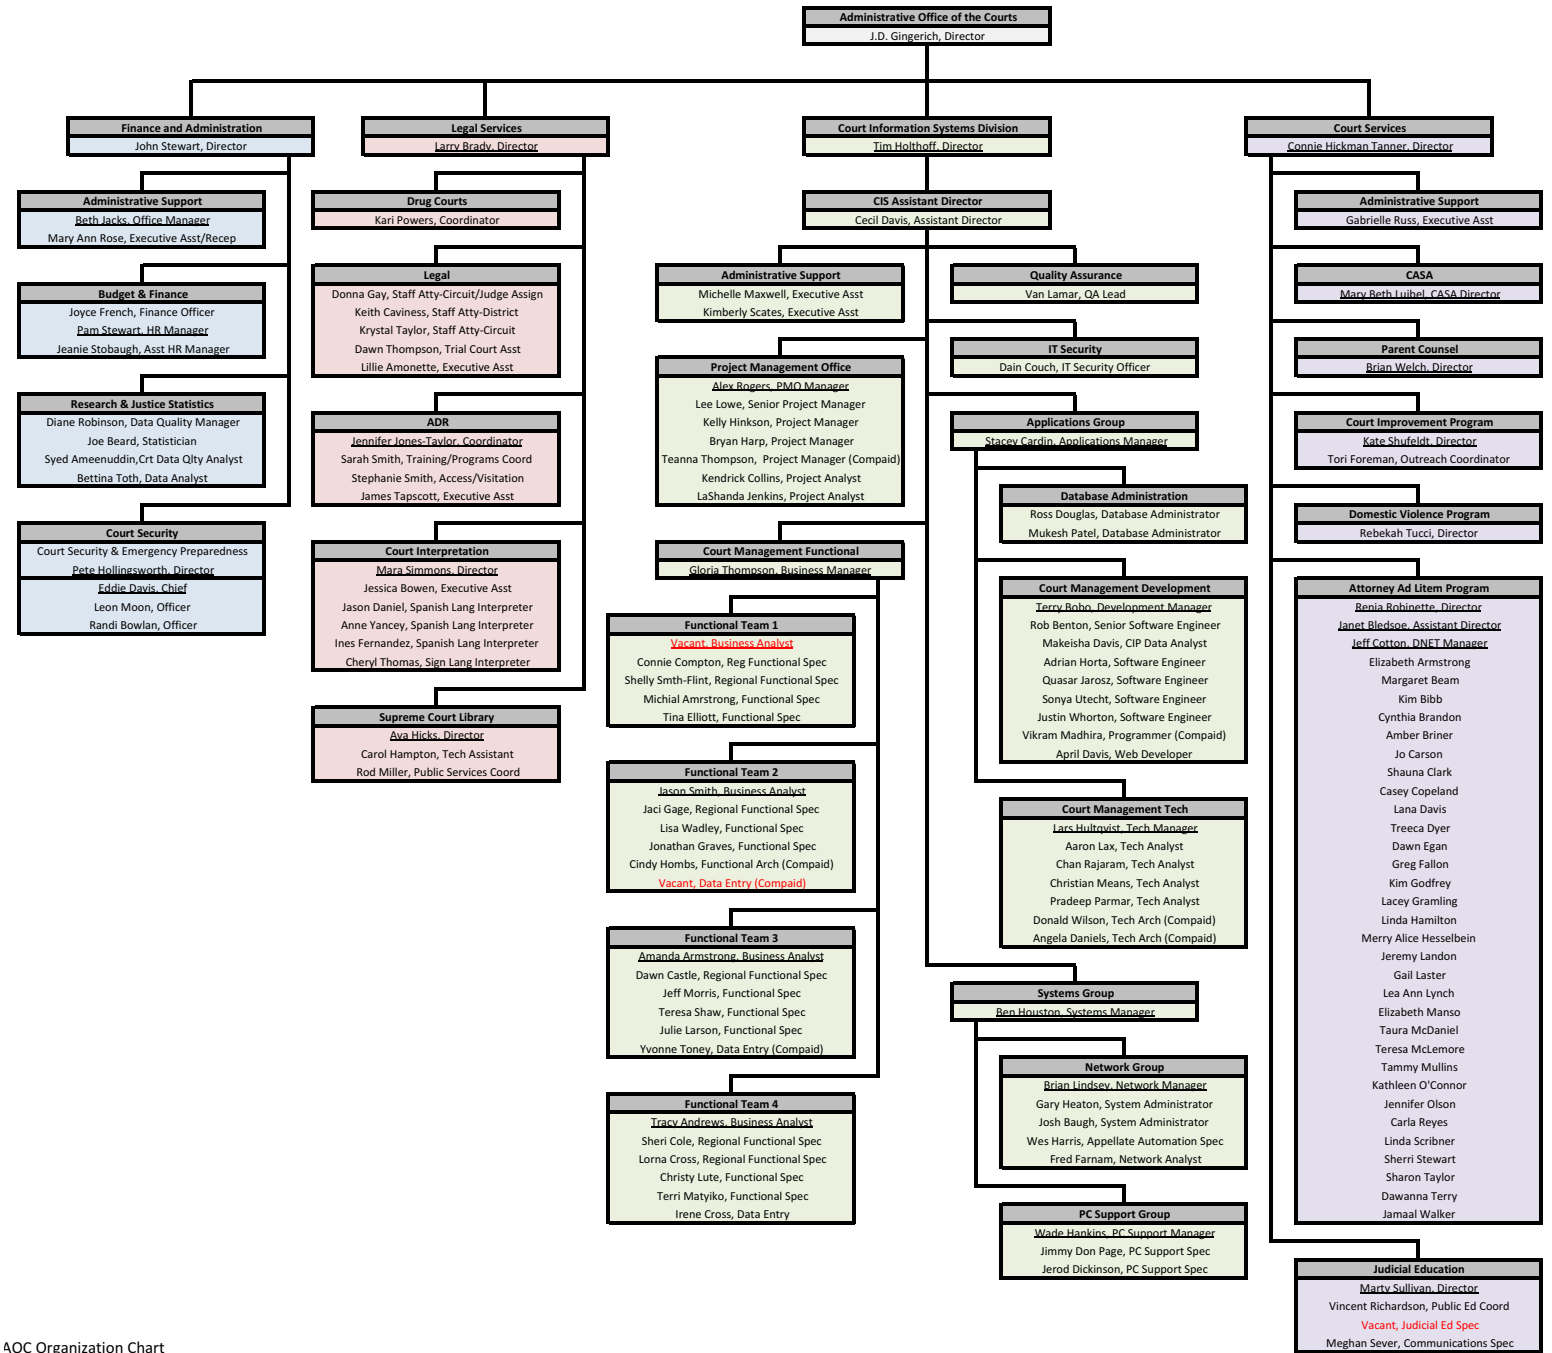 Administrative Office of the Courts
J.D. Gingerich, Director
Finance and Administration
John Stewart, Director
Administrative Support
Beth Jacks, Office Manager
Mary Ann Rose, Executive Asst/Recep
Budget & Finance
Joyce French, Finance Officer
Pam Stewart, HR Manager
Jeanie Stobaugh, Asst HR Manager
Research & Justice Statistics
Diane Robinson, Data Quality Manager
Joe Beard, Statistician
Syed Ameenuddin,Crt Data Qlty Analyst
Bettina Toth, Data Analyst
Court Security
Court Security & Emergency Preparedness
Pete Hollingsworth, Director
Eddie Davis, Chief
Leon Moon, Officer
Randi Bowlan, Officer
Legal Services
Larry Brady, Director
Drug Courts
Kari Powers, Coordinator
Legal
Donna Gay, Staff Atty-Circuit/Judge Assign
Keith Caviness, Staff Atty-District
Krystal Taylor, Staff Atty-Circuit
Dawn Thompson, Trial Court Asst
Lillie Amonette, Executive Asst
ADR
Jennifer Jones-Taylor, Coordinator
Sarah Smith, Training/Programs Coord
Stephanie Smith, Access/Visitation
James Tapscott, Executive Asst
Court Interpretation
Mara Simmons, Director
Jessica Bowen, Executive Asst
Jason Daniel, Spanish Lang Interpreter
Anne Yancey, Spanish Lang Interpreter
Ines Fernandez, Spanish Lang Interpreter
Cheryl Thomas, Sign Lang Interpreter
Supreme Court Library
Ava Hicks, Director
Carol Hampton, Tech Assistant
Rod Miller, Public Services Coord
Court Information Systems Division
Tim Holthoff, Director
CIS Assistant Director
Cecil Davis, Assistant Director
Administrative Support
Michelle Maxwell, Executive Asst
Kimberly Scates, Executive Asst
Project Management Office
Alex Rogers, PMO Manager
Lee Lowe, Senior Project Manager
Kelly Hinkson, Project Manager
Bryan Harp, Project Manager
Teanna Thompson,  Project Manager (Compaid)
Kendrick Collins, Project Analyst
LaShanda Jenkins, Project Analyst
Court Management Functional
Gloria Thompson, Business Manager
Functional Team 1
Vacant, Business Analyst
Connie Compton, Reg Functional Spec
Shelly Smth-Flint, Regional Functional Spec
Michial Amrstrong, Functional Spec
Tina Elliott, Functional Spec
Functional Team 2
Jason Smith, Business Analyst
Jaci Gage, Regional Functional Spec
Lisa Wadley, Functional Spec
Jonathan Graves, Functional Spec
Cindy Hombs, Functional Arch (Compaid)
Vacant, Data Entry (Compaid)
Functional Team 3
Amanda Armstrong, Business Analyst
Dawn Castle, Regional Functional Spec
Jeff Morris, Functional Spec
Teresa Shaw, Functional Spec
Julie Larson, Functional Spec
Yvonne Toney, Data Entry (Compaid)
Functional Team 4
Tracy Andrews, Business Analyst
Sheri Cole, Regional Functional Spec
Lorna Cross, Regional Functional Spec
Christy Lute, Functional Spec
Terri Matyiko, Functional Spec
Irene Cross, Data Entry
Quality Assurance
Van Lamar, QA Lead
IT Security
Dain Couch, IT Security Officer
Applications Group
Stacey Cardin, Applications Manager
Database Administration
Ross Douglas, Database Administrator
Mukesh Patel, Database Administrator
Court Management Development
Terry Bobo, Development Manager
Rob Benton, Senior Software Engineer
Makeisha Davis, CIP Data Analyst
Adrian Horta, Software Engineer
Quasar Jarosz, Software Engineer
Sonya Utecht, Software Engineer
Justin Whorton, Software Engineer
Vikram Madhira, Programmer (Compaid)
April Davis, Web Developer
Court Management Tech
Lars Hultqvist, Tech Manager
Aaron Lax, Tech Analyst
Chan Rajaram, Tech Analyst
Christian Means, Tech Analyst
Pradeep Parmar, Tech Analyst
Donald Wilson, Tech Arch (Compaid)
Angela Daniels, Tech Arch (Compaid)
Systems Group
Ben Houston, Systems Manager
Network Group
Brian Lindsey, Network Manager
Gary Heaton, System Administrator
Josh Baugh, System Administrator
Wes Harris, Appellate Automation Spec
Fred Farnam, Network Analyst
PC Support Group
Wade Hankins, PC Support Manager
Jimmy Don Page, PC Support Spec
Jerod Dickinson, PC Support Spec
Court Services
Connie Hickman Tanner, Director
Administrative Support
Gabrielle Russ, Executive Asst
CASA
Mary Beth Luibel, CASA Director
Parent Counsel
Brian Welch, Director
Court Improvement Program
Kate Shufeldt, Director
Tori Foreman, Outreach Coordinator
Domestic Violence Program
Rebekah Tucci, Director
Attorney Ad Litem Program
Renia Robinette, Director
Janet Bledsoe, Assistant Director
Jeff Cotton, DNET Manager
Elizabeth Armstrong
Margaret Beam
Kim Bibb
Cynthia Brandon
Amber Briner
Jo Carson
Shauna Clark
Casey Copeland
Lana Davis
Treeca Dyer
Dawn Egan
Greg Fallon
Kim Godfrey
Lacey Gramling
Linda Hamilton
Merry Alice Hesselbein
Jeremy Landon
Gail Laster
Lea Ann Lynch
Elizabeth Manso
Taura McDaniel
Teresa McLemore
Tammy Mullins
Kathleen O'Connor
Jennifer Olson
Carla Reyes
Linda Scribner
Sherri Stewart
Sharon Taylor
Dawanna Terry
Jamaal Walker
Judicial Education
Marty Sullivan, Director
Vincent Richardson, Public Ed Coord
Vacant, Judicial Ed Spec
Meghan Sever, Communications Spec
AOC Organization Chart